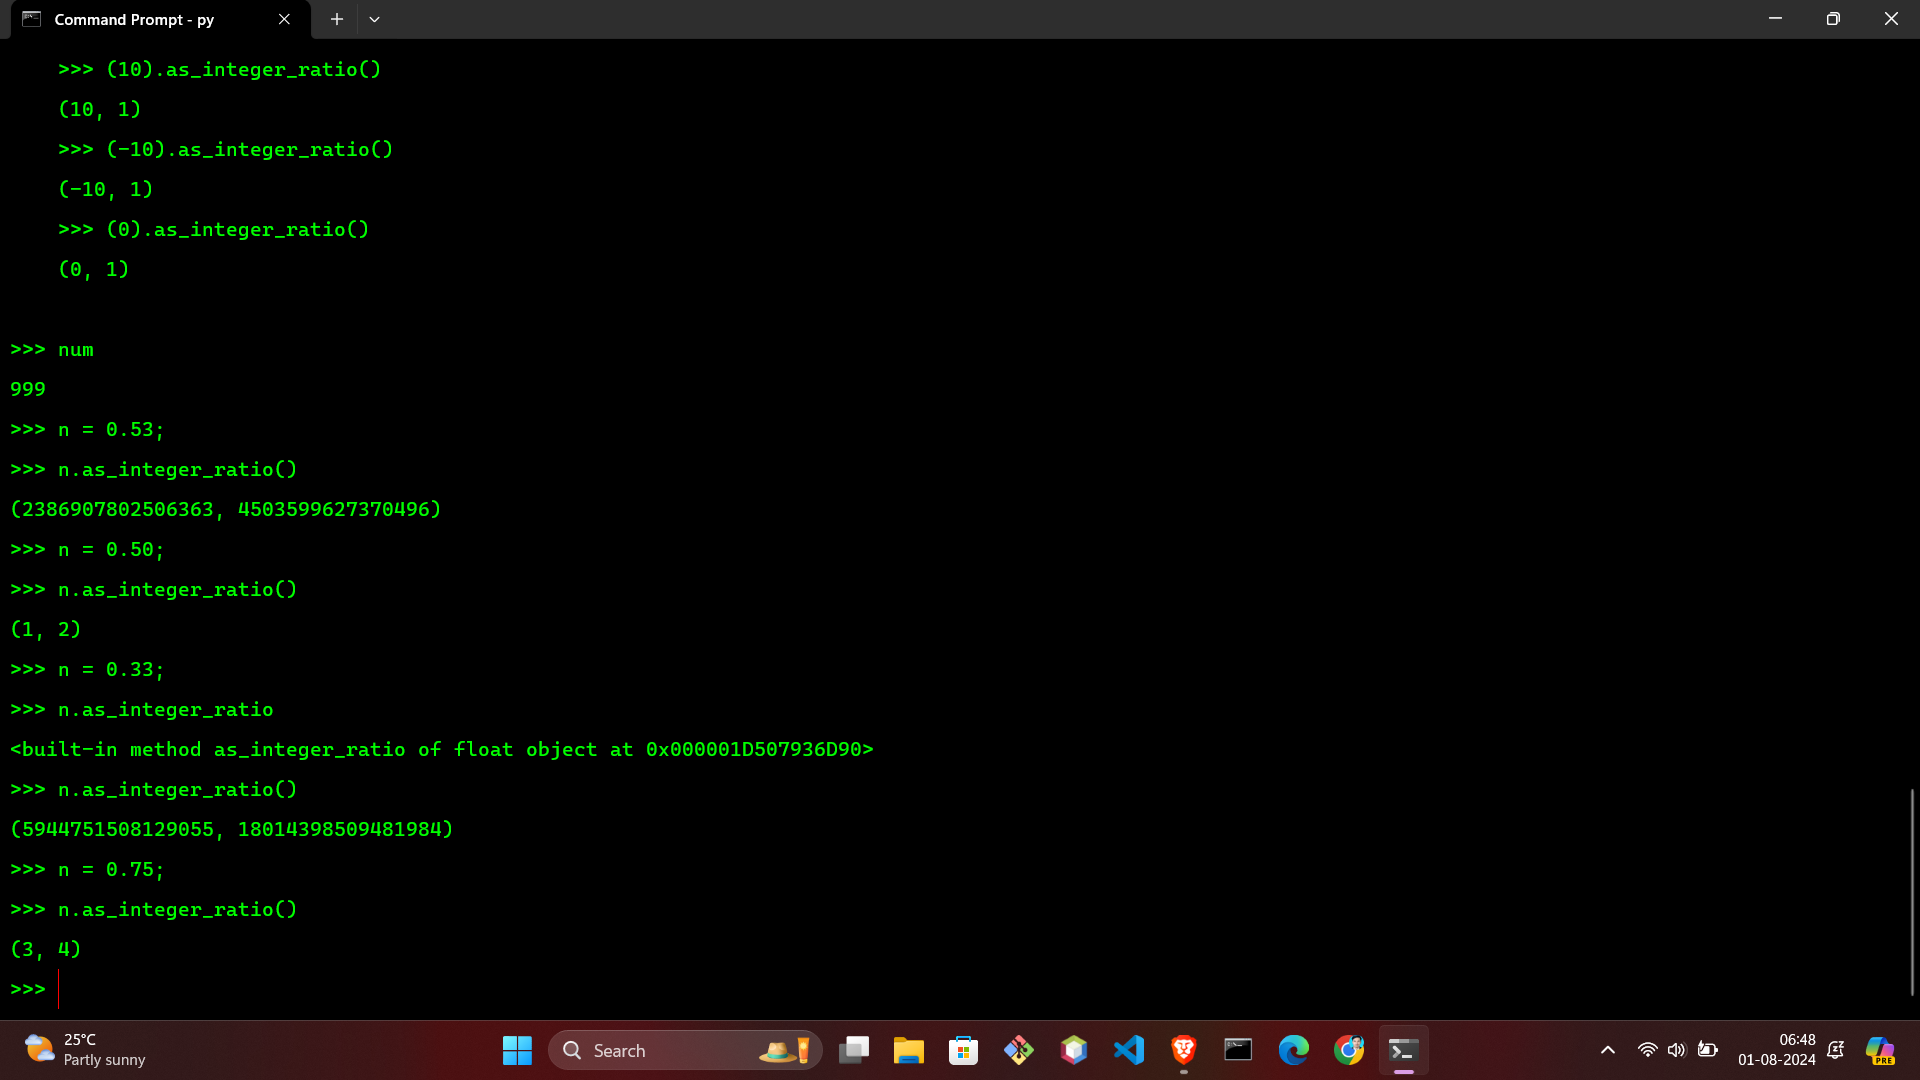 Command Prompt - py
>>> (10).as_integer_ratio()
(10, 1)
>>> (-10).as_integer_ratio()
(-10, 1)
>>> (0).as_integer_ratio()
(0, 1)
>>> num
999
>>> n = 0.53;
>>> n.as_integer_ratio()
(2386907802506363, 4503599627370496)
>>> n = 0.50;
>>> n.as_integer_ratio()
(1, 2)
>>> n = 0.33;
>>> n.as_integer_ratio
<built-in method as_integer_ratio of float object at 0x000001D507936D90>
>>> n.as_integer_ratio()
(5944751508129055, 18014398509481984)
>>> n = 0.75;
>>> n.as_integer_ratio()
(3, 4)
>>>
25°C
Partly sunny
Search
06:48
01-08-2024
PRE